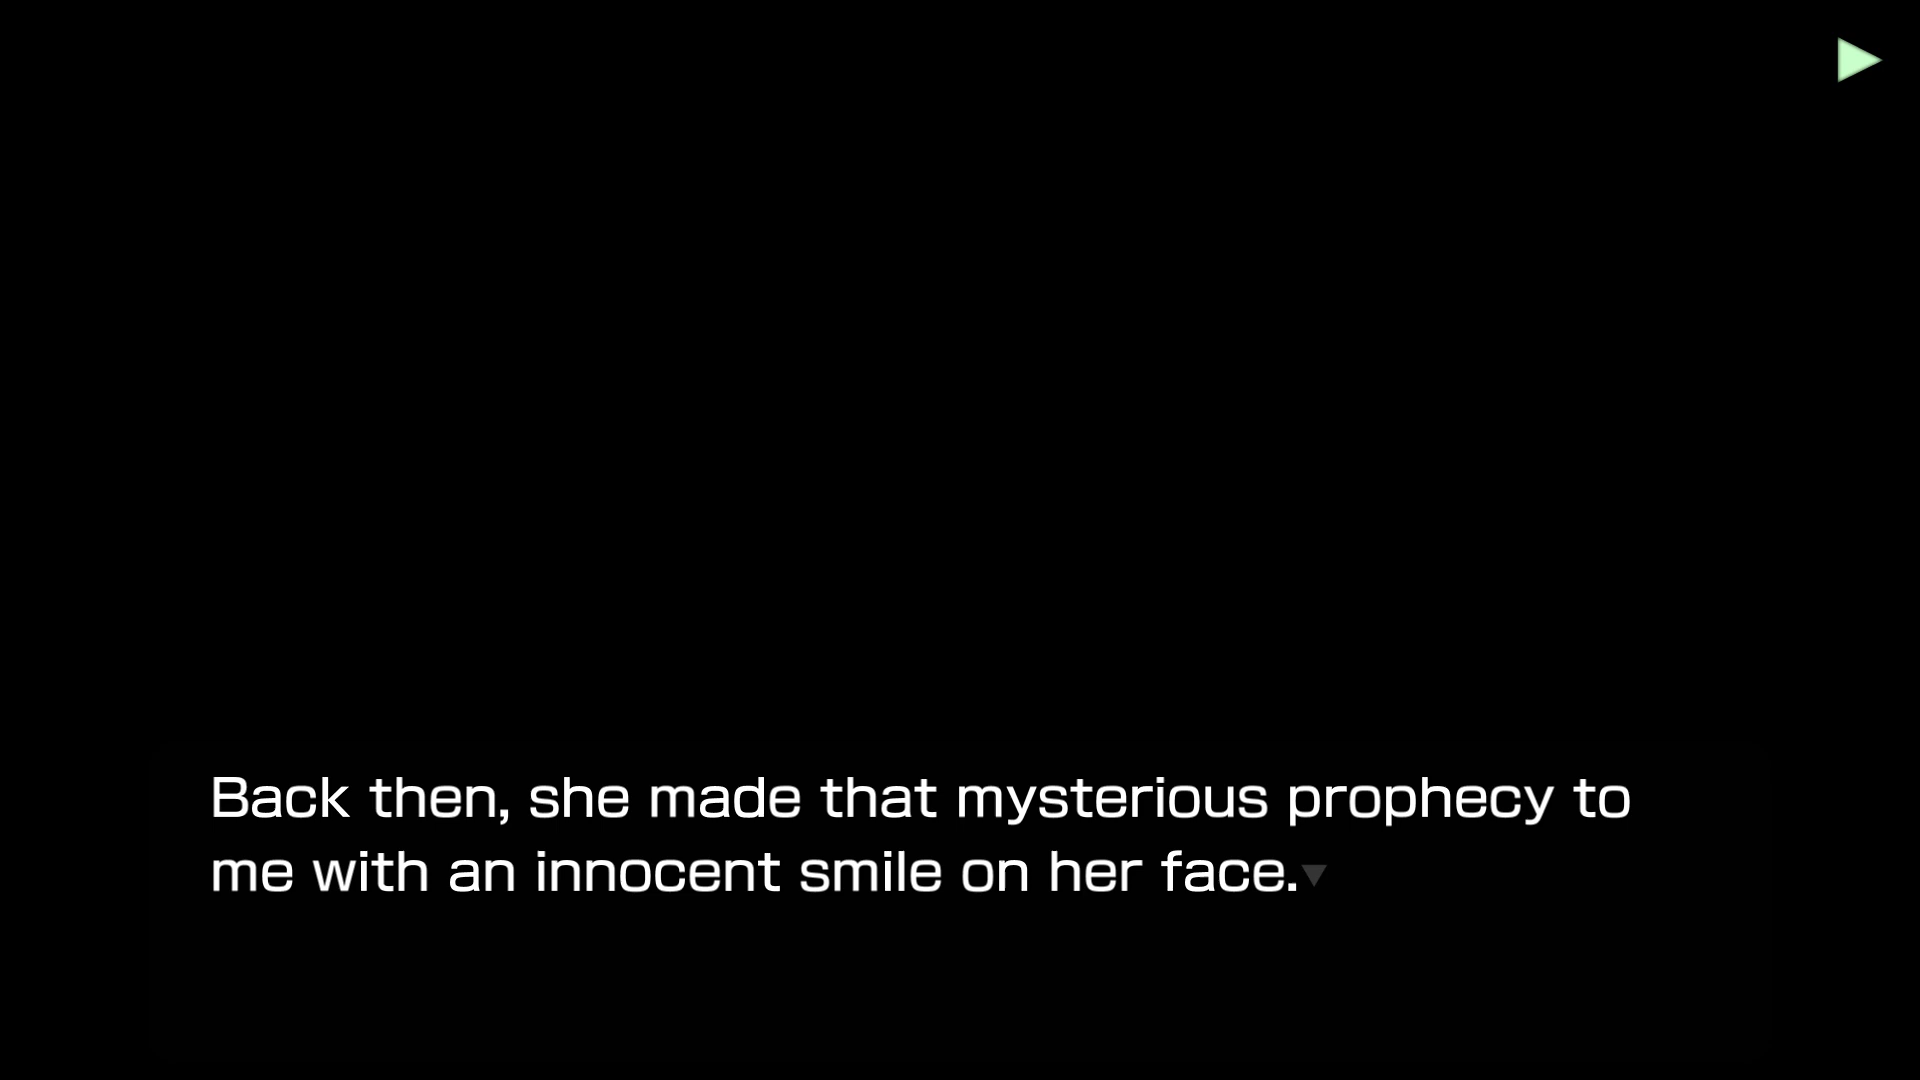 Back then, she made that mysterious prophecy to
me with an innocent smile on her face.